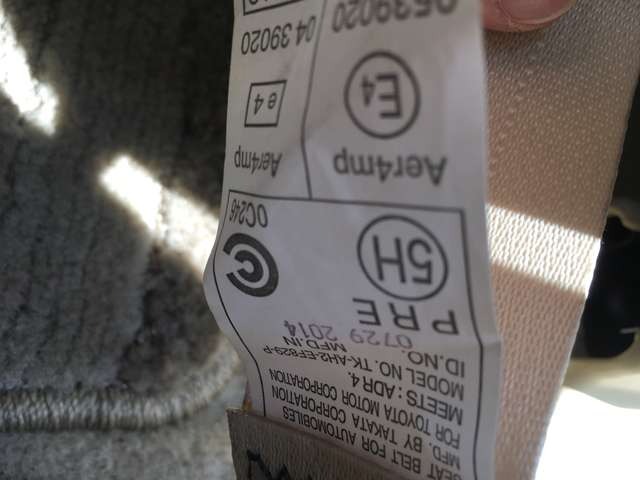 SEAT BELT FOR AUTOMOBILES
MFD. BY TAKATA CORPORATION
FOR TOYOTA MOTOR CORPORATION
MEETS : ADR 4.
MODEL NO. TK-AH2-EF829-P
ID.NO. MFD.IN
0729 2014
PRE
5H
0C246
Aer4mp
Aer4mp
E4
e4
0539020
04 39020